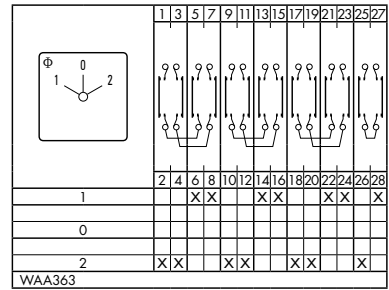 1 3 5 7 9 11 13 15 17 19 21 23 25 27
Φ 0
1 2
2 4 6 8 10 12 14 16 18 20 22 24 26 28
1 X X X X X X X
0
2 X X X X X X X
WAA363